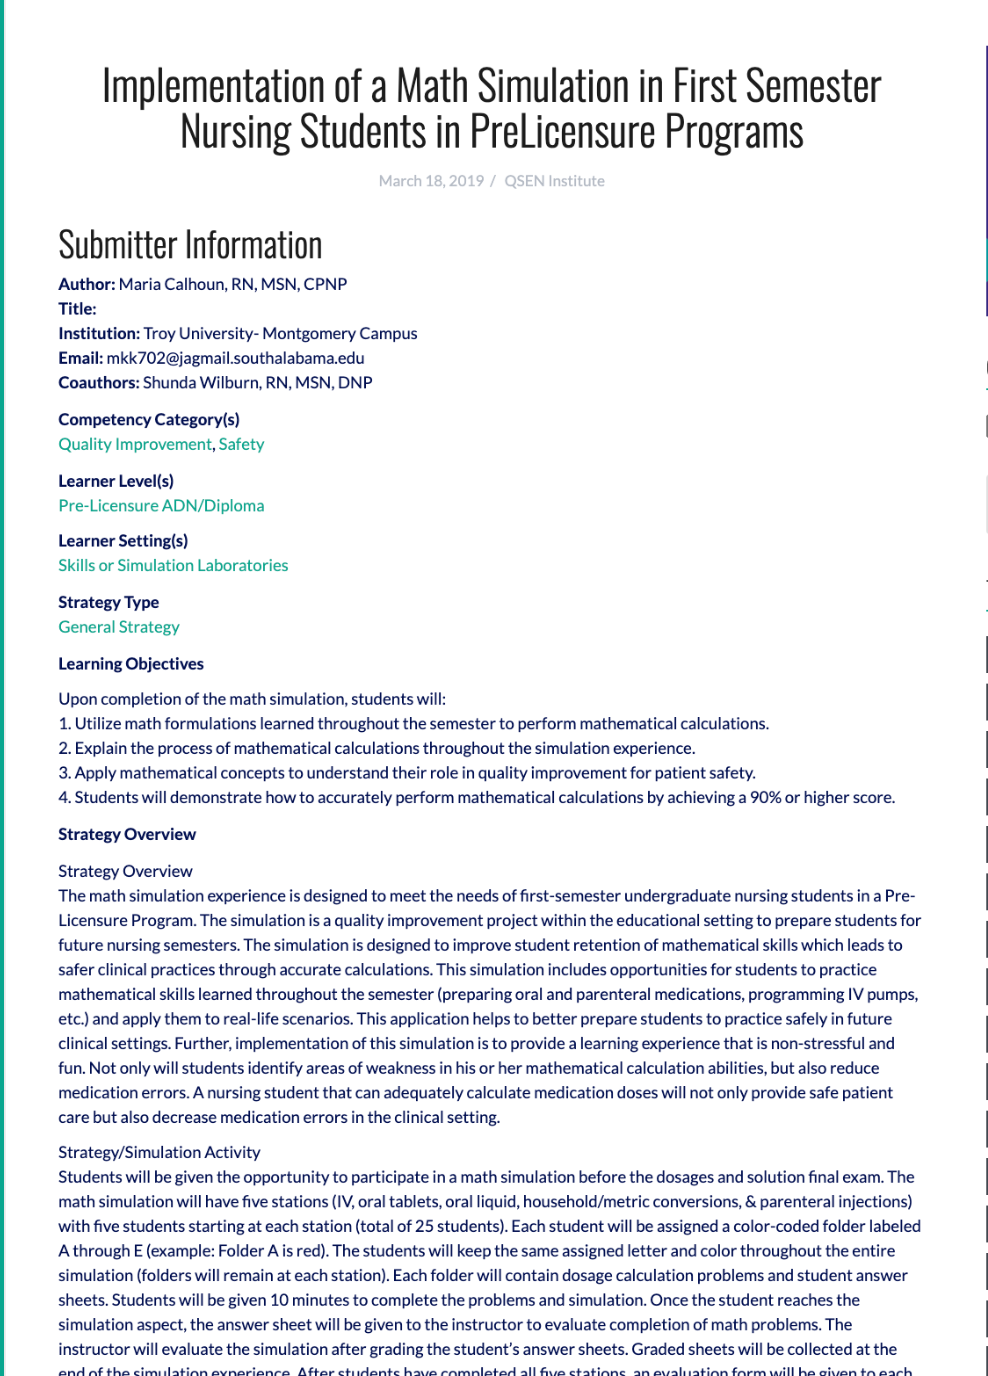 Implementation of a Math Simulation in First Semester
Nursing Students in PreLicensure Programs
March 18, 2019 / QSEN Institute
Submitter Information
Author: Maria Calhoun, RN, MSN, CPNP
Title:
Institution: Troy University- Montgomery Campus
Email: mkk702@jagmail.southalabama.edu
Coauthors: Shunda Wilburn, RN, MSN, DNP
Competency Category(s)
Quality Improvement, Safety
Learner Level(s)
Pre-Licensure ADN/Diploma
Learner Setting(s)
Skills or Simulation Laboratories
Strategy Type
General Strategy
Learning Objectives
Upon completion of the math simulation, students will:
1. Utilize math formulations learned throughout the semester to perform mathematical calculations.
2. Explain the process of mathematical calculations throughout the simulation experience.
3. Apply mathematical concepts to understand their role in quality improvement for patient safety.
4. Students will demonstrate how to accurately perform mathematical calculations by achieving a 90% or higher score.
Strategy Overview
Strategy Overview
The math simulation experience is designed to meet the needs of first-semester undergraduate nursing students in a Pre-
Licensure Program. The simulation is a quality improvement project within the educational setting to prepare students for
future nursing semesters. The simulation is designed to improve student retention of mathematical skills which leads to
safer clinical practices through accurate calculations. This simulation includes opportunities for students to practice
mathematical skills learned throughout the semester (preparing oral and parenteral medications, programming IV pumps,
etc.) and apply them to real-life scenarios. This application helps to better prepare students to practice safely in future
clinical settings. Further, implementation of this simulation is to provide a learning experience that is non-stressful and
fun. Not only will students identify areas of weakness in his or her mathematical calculation abilities, but also reduce
medication errors. A nursing student that can adequately calculate medication doses will not only provide safe patient
care but also decrease medication errors in the clinical setting.
Strategy/Simulation Activity
Students will be given the opportunity to participate in a math simulation before the dosages and solution final exam. The
math simulation will have five stations (IV, oral tablets, oral liquid, household/metric conversions, & parenteral injections)
with five students starting at each station (total of 25 students). Each student will be assigned a color-coded folder labeled
A through E (example: Folder A is red). The students will keep the same assigned letter and color throughout the entire
simulation (folders will remain at each station). Each folder will contain dosage calculation problems and student answer
sheets. Students will be given 10 minutes to complete the problems and simulation. Once the student reaches the
simulation aspect, the answer sheet will be given to the instructor to evaluate completion of math problems. The
instructor will evaluate the simulation after grading the student’s answer sheets. Graded sheets will be collected at the
end of the simulation experience. After students have completed all five stations, an evaluation form will be given to each